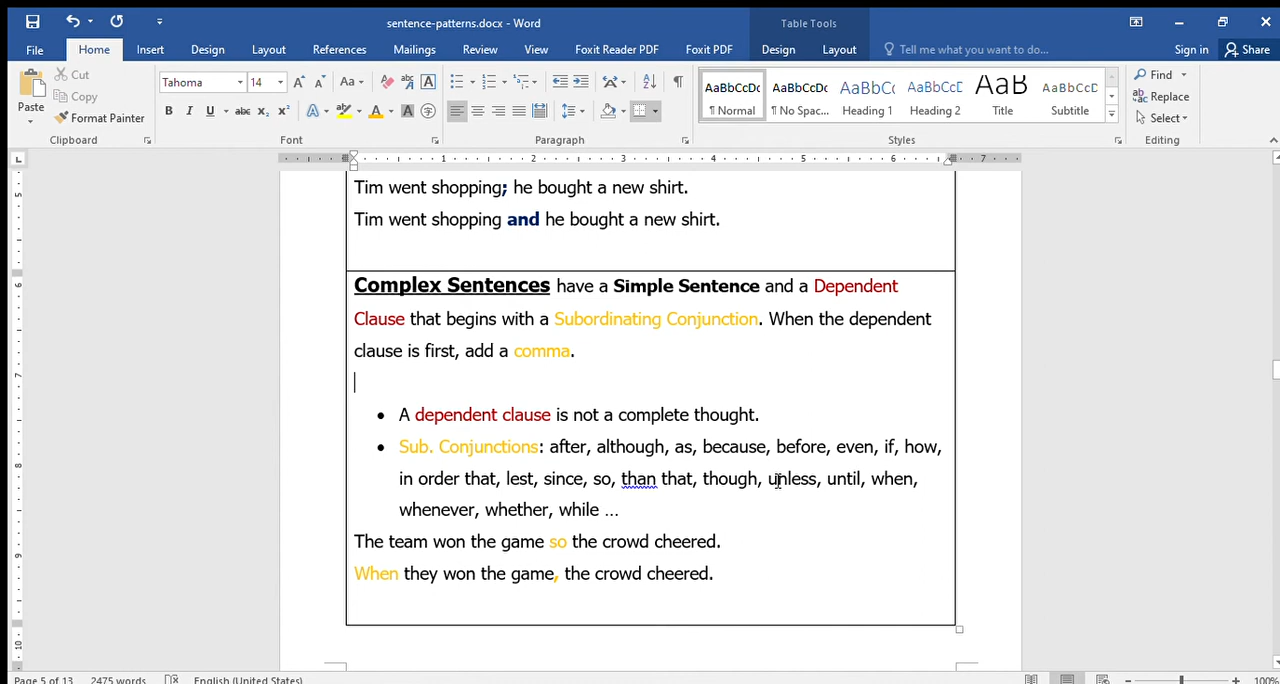 sentence-patterns.docx - Word
Table Tools
File Home Insert Design Layout References Mailings Review View Foxit Reader PDF Foxit PDF Design Layout Tell me what you want to do... Sign in Share
Paste
Cut
Copy
Format Painter
Clipboard
Tahoma 14
Font
Paragraph
AaBbCcDc AaBbCcDc AaBbCc AaBbCcD AaB AaBbCcD
¶ Normal ¶ No Spac... Heading 1 Heading 2 Title Subtitle
Styles
Find
Replace
Select
Editing
1 2 3 4 5 6 7
Tim went shopping; he bought a new shirt.
Tim went shopping and he bought a new shirt.
Complex Sentences have a Simple Sentence and a Dependent
Clause that begins with a Subordinating Conjunction. When the dependent
clause is first, add a comma.
• A dependent clause is not a complete thought.
• Sub. Conjunctions: after, although, as, because, before, even, if, how,
in order that, lest, since, so, than that, though, unless, until, when,
whenever, whether, while ...
The team won the game so the crowd cheered.
When they won the game, the crowd cheered.
Page 5 of 13 2475 words English (United States) 100%